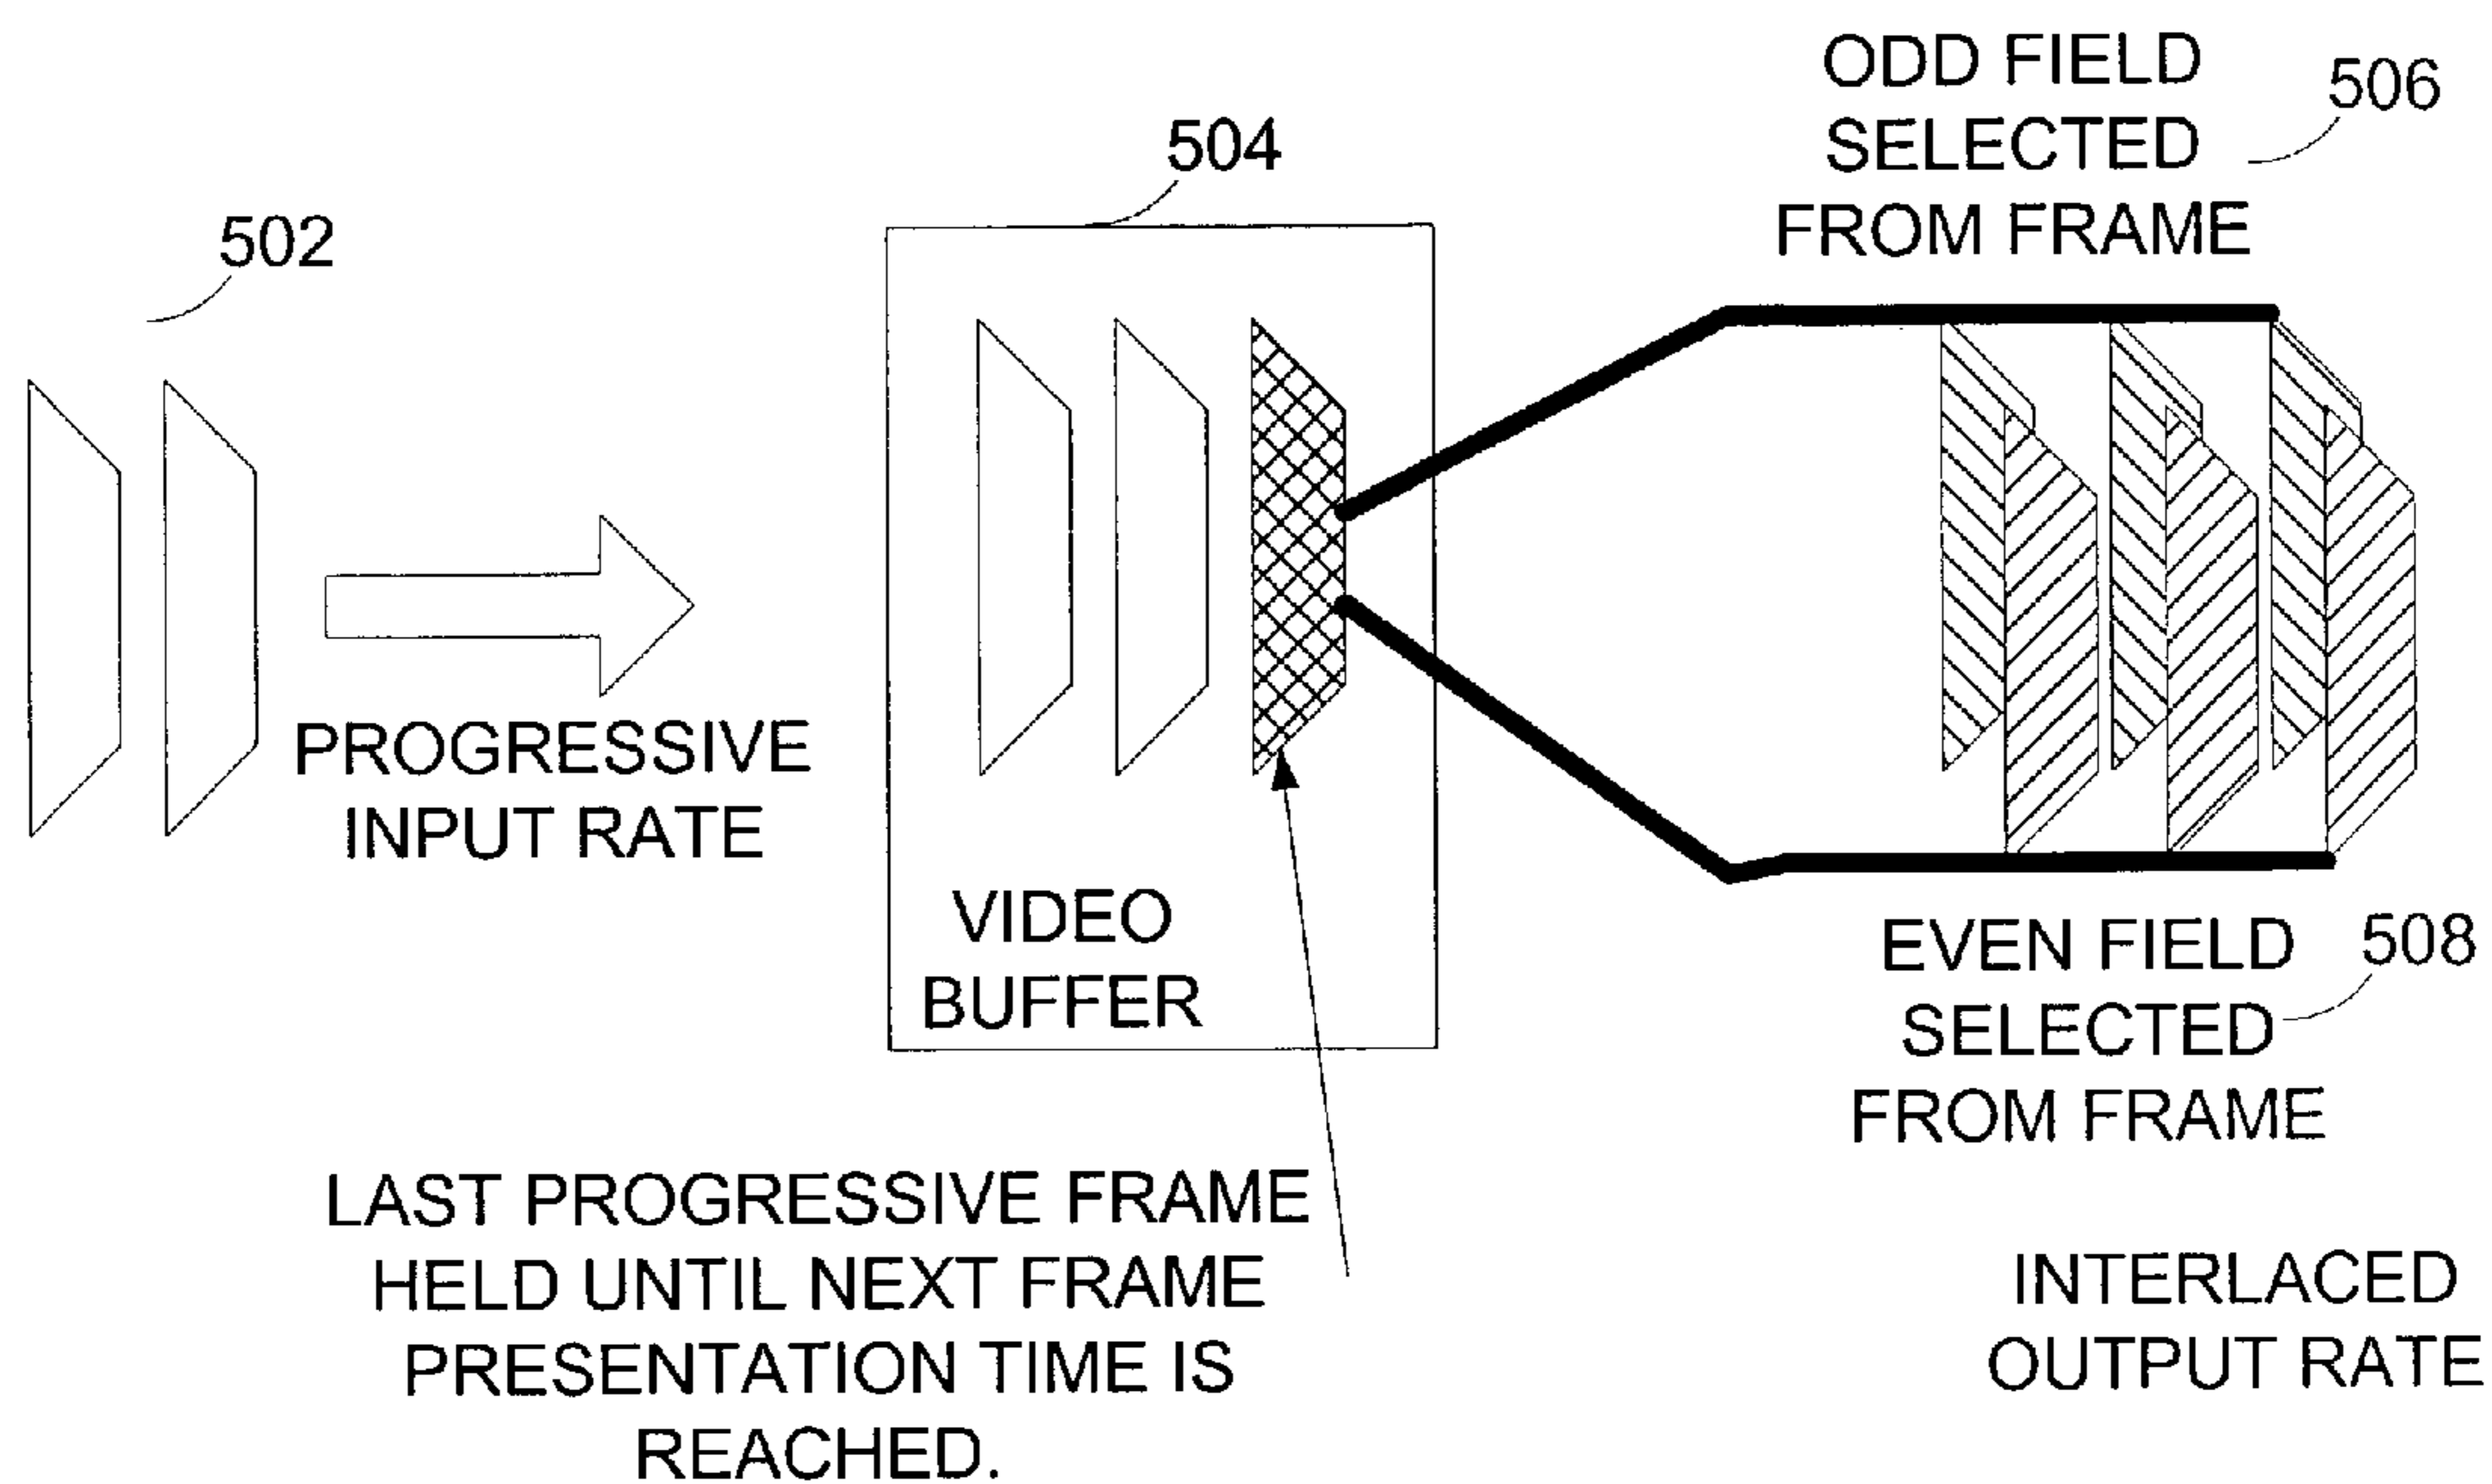 502
PROGRESSIVE
INPUT RATE
504
VIDEO
BUFFER
LAST PROGRESSIVE FRAME
HELD UNTIL NEXT FRAME
PRESENTATION TIME IS
REACHED.
ODD FIELD
SELECTED
FROM FRAME
506
EVEN FIELD
SELECTED
FROM FRAME
508
INTERLACED
OUTPUT RATE